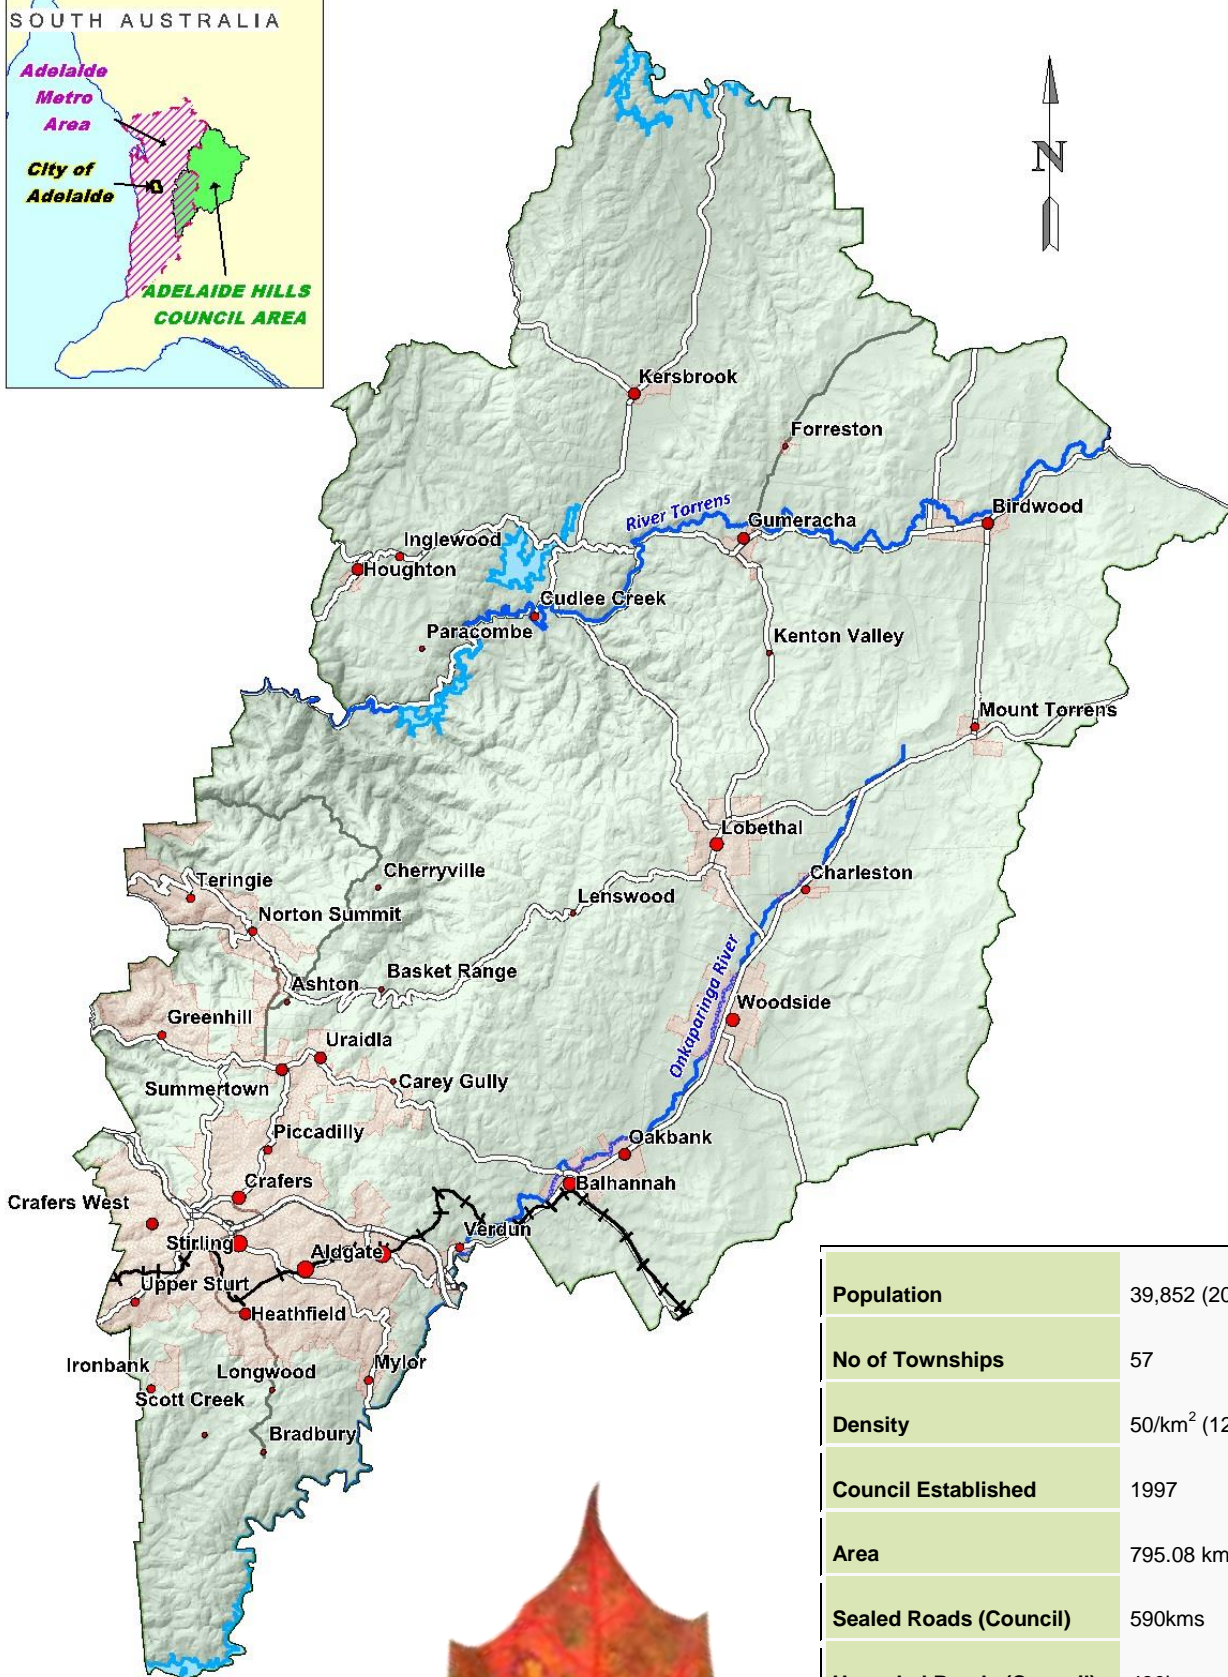 SOUTH AUSTRALIA
Adelaide
Metro
Area
City of
Adelaide
ADELAIDE HILLS
COUNCIL AREA
N
Kersbrook
Forreston
River Torrens
Gumeracha
Birdwood
Inglewood
Houghton
Cudlee Creek
Paracombe
Kenton Valley
Mount Torrens
Lobethal
Cherryville
Charleston
Teringie
Lenswood
Norton Summit
Basket Range
Ashton
Onkaparinga River
Woodside
Greenhill
Uraidla
Summertown
Carey Gully
Piccadilly
Oakbank
Crafers
Balhannah
Crafers West
Stirling
Aldgate
Verdun
Upper Sturt
Heathfield
Ironbank
Longwood
Mylor
Scott Creek
Bradbury
Population 39,852 (20
No of Townships 57
Density 50/km² (12
Council Established 1997
Area 795.08 km
Sealed Roads (Council) 590kms